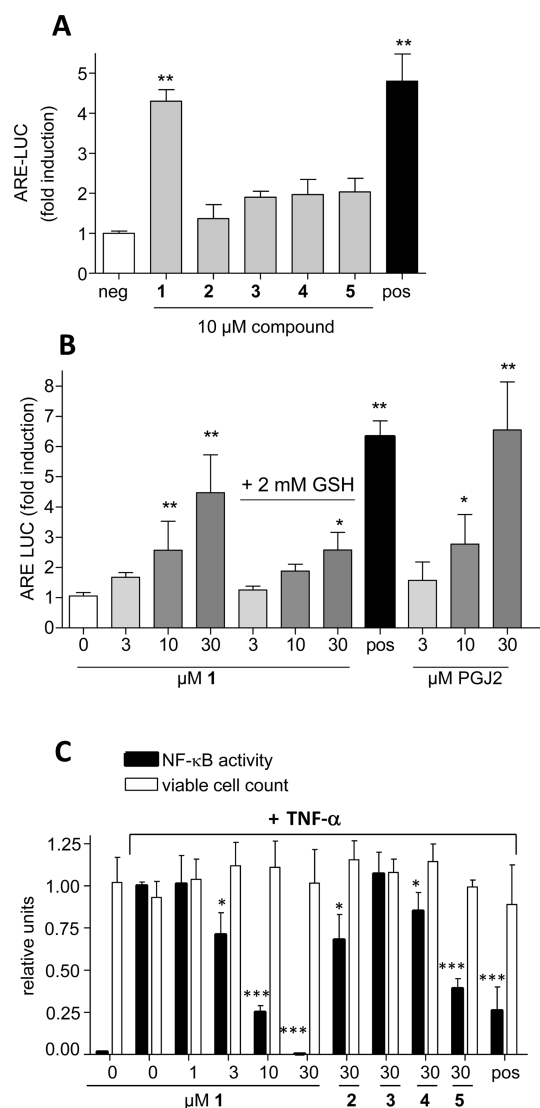 A
ARE-LUC
(fold induction)
5
4
3
2
1
0
**
**
neg
1
2
3
4
5
pos
10 µM compound
B
ARE LUC (fold induction)
8
7
6
5
4
3
2
1
0
**
**
+ 2 mM GSH
*
**
*
**
0 3 10 30 3 10 30 pos 3 10 30
µM 1
µM PGJ2
C
NF-κB activity
viable cell count
+ TNF-α
relative units
1.25
1.00
0.75
0.50
0.25
0.00
*
***
***
*
*
***
***
0 0 1 3 10 30 30 30 30 30 pos
µM 1
2 3 4 5